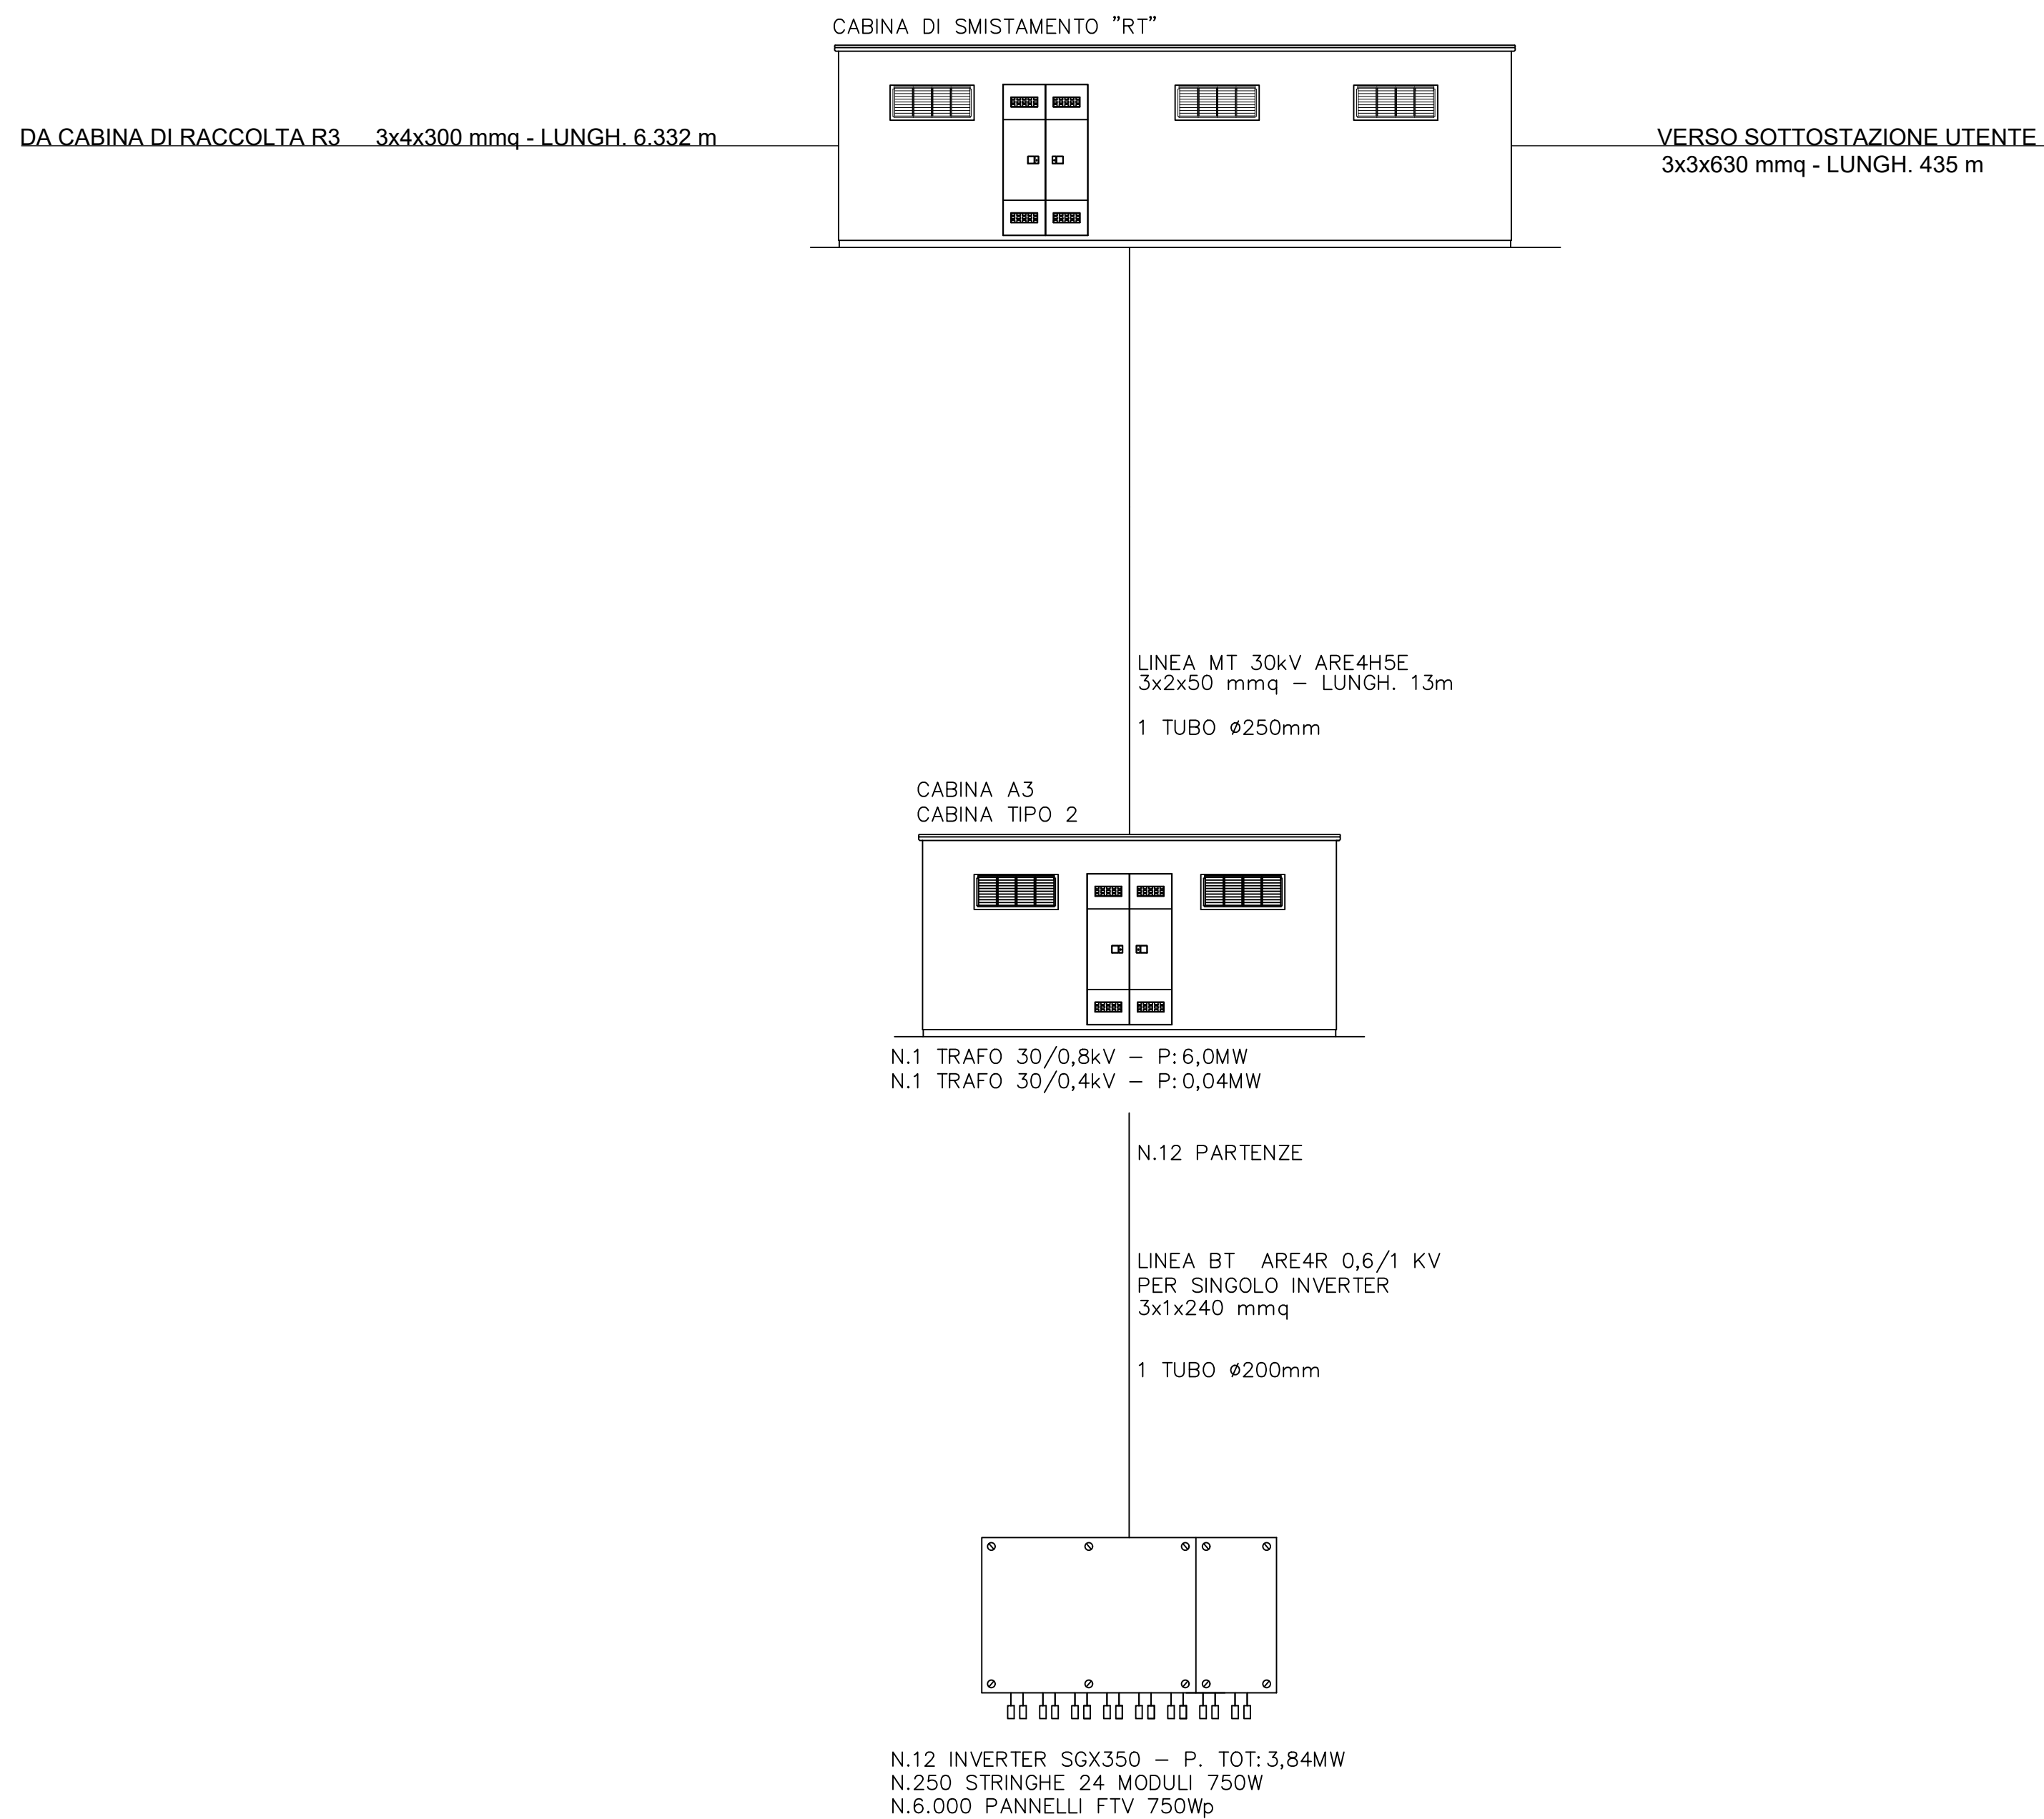 CABINA DI SMISTAMENTO "RT"
DA CABINA DI RACCOLTA R3 3x4x300 mmq - LUNGH. 6.332 m
VERSO SOTTOSTAZIONE UTENTE
3x3x630 mmq - LUNGH. 435 m
LINEA MT 30kV ARE4H5E
3x2x50 mmq – LUNGH. 13m
1 TUBO ø250mm
CABINA A3
CABINA TIPO 2
N.1 TRAFO 30/0,8kV – P:6,0MW
N.1 TRAFO 30/0,4kV – P:0,04MW
N.12 PARTENZE
LINEA BT ARE4R 0,6/1 KV
PER SINGOLO INVERTER
3x1x240 mmq
1 TUBO ø200mm
N.12 INVERTER SGX350 – P. TOT:3,84MW
N.250 STRINGHE 24 MODULI 750W
N.6.000 PANNELLI FTV 750Wp